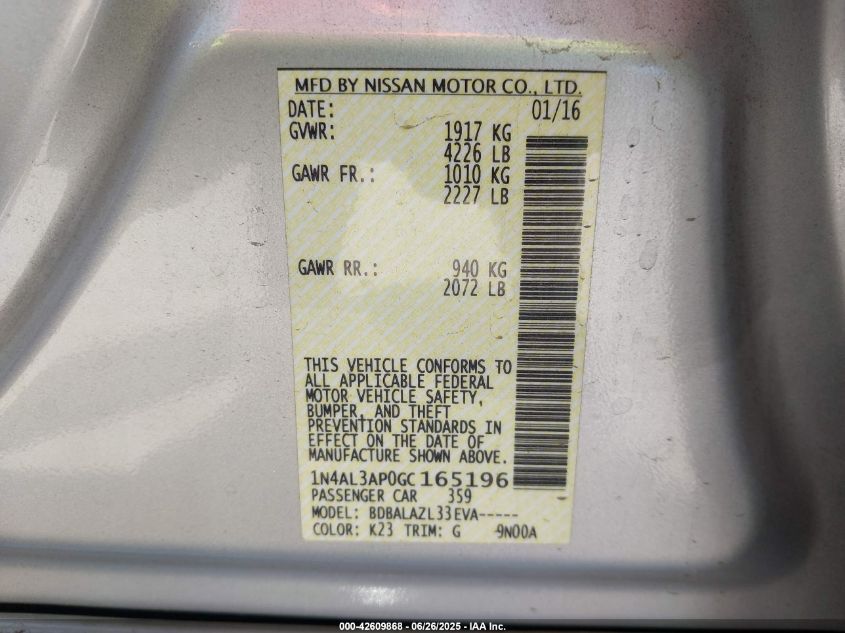 MFD BY NISSAN MOTOR CO., LTD.
DATE: 01/16
GVWR: 1917 KG
4226 LB
GAWR FR.: 1010 KG
2227 LB
GAWR RR.: 940 KG
2072 LB
THIS VEHICLE CONFORMS TO
ALL APPLICABLE FEDERAL
MOTOR VEHICLE SAFETY,
BUMPER, AND THEFT
PREVENTION STANDARDS IN
EFFECT ON THE DATE OF
MANUFACTURE SHOWN ABOVE.
1N4AL3AP0GC165196
PASSENGER CAR 359
MODEL: BDBALAZL33EVA-----
COLOR: K23 TRIM: G 9N00A
000-42609868 - 06/26/2025 - IAA Inc.